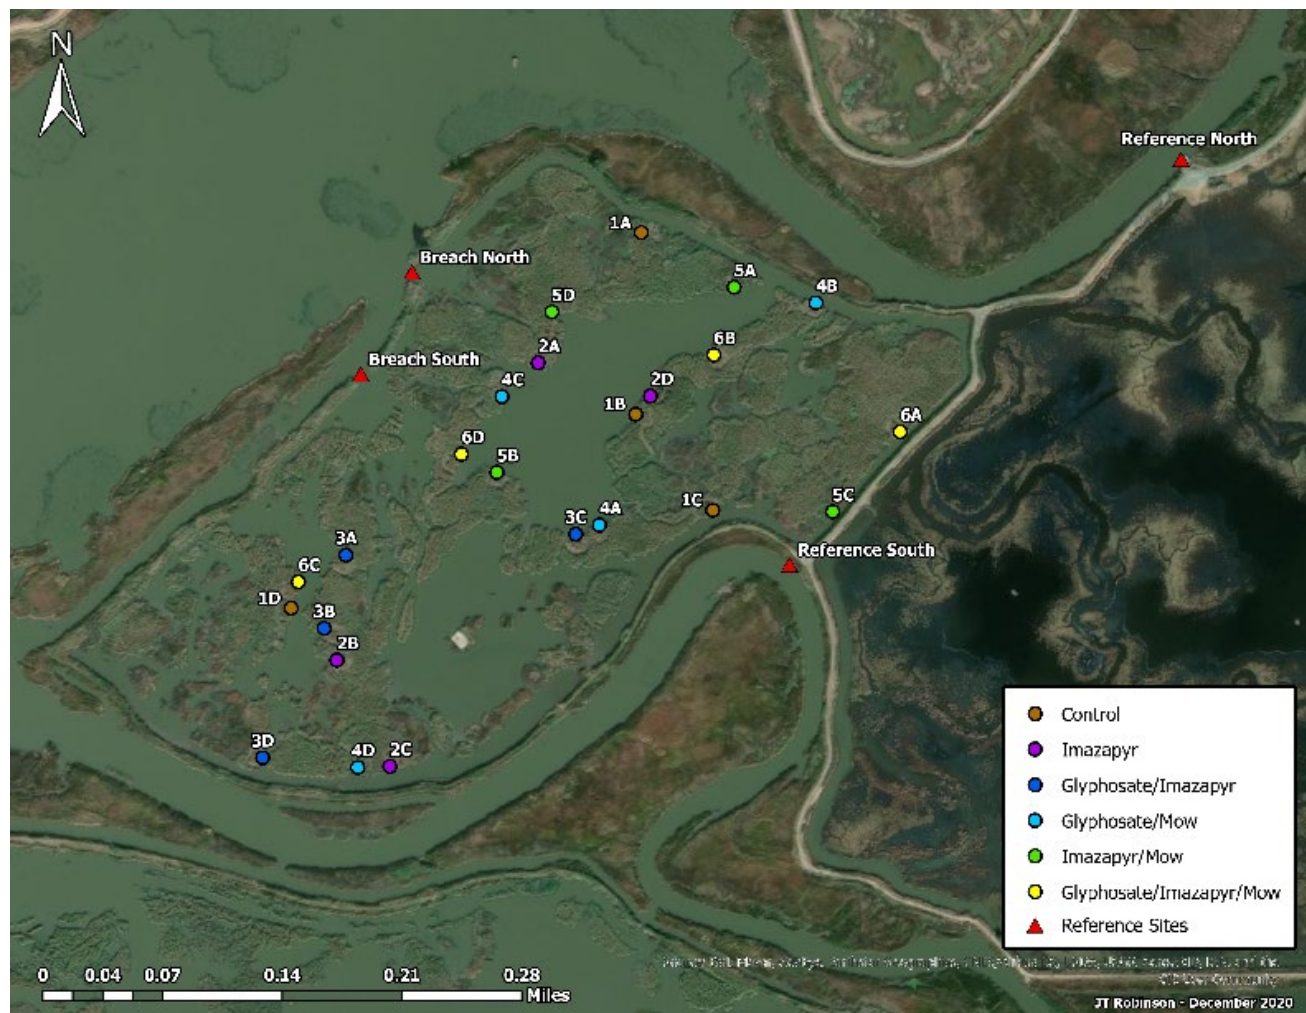 N
Reference North
1A
Breach North
5A
4B
5D
6B
2A
Breach South
4C
2D
1B
6A
6D
5B
1C
5C
3C
4A
3A
Reference South
6C
1D
3B
2B
3D
4D
2C
Control
Imazapyr
Glyphosate/Imazapyr
Glyphosate/Mow
Imazapyr/Mow
Glyphosate/Imazapyr/Mow
Reference Sites
0 0.04 0.07 0.14 0.21 0.28
Miles
JT Robinson - December 2020